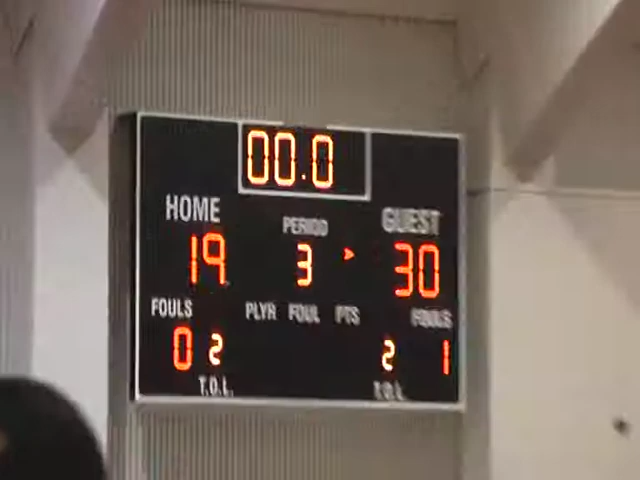 00.0
HOME PERIOD GUEST
19 3 > 30
FOULS PLYR FOUL PTS FOULS
0 2 2 1
T.O.L. T.O.L.